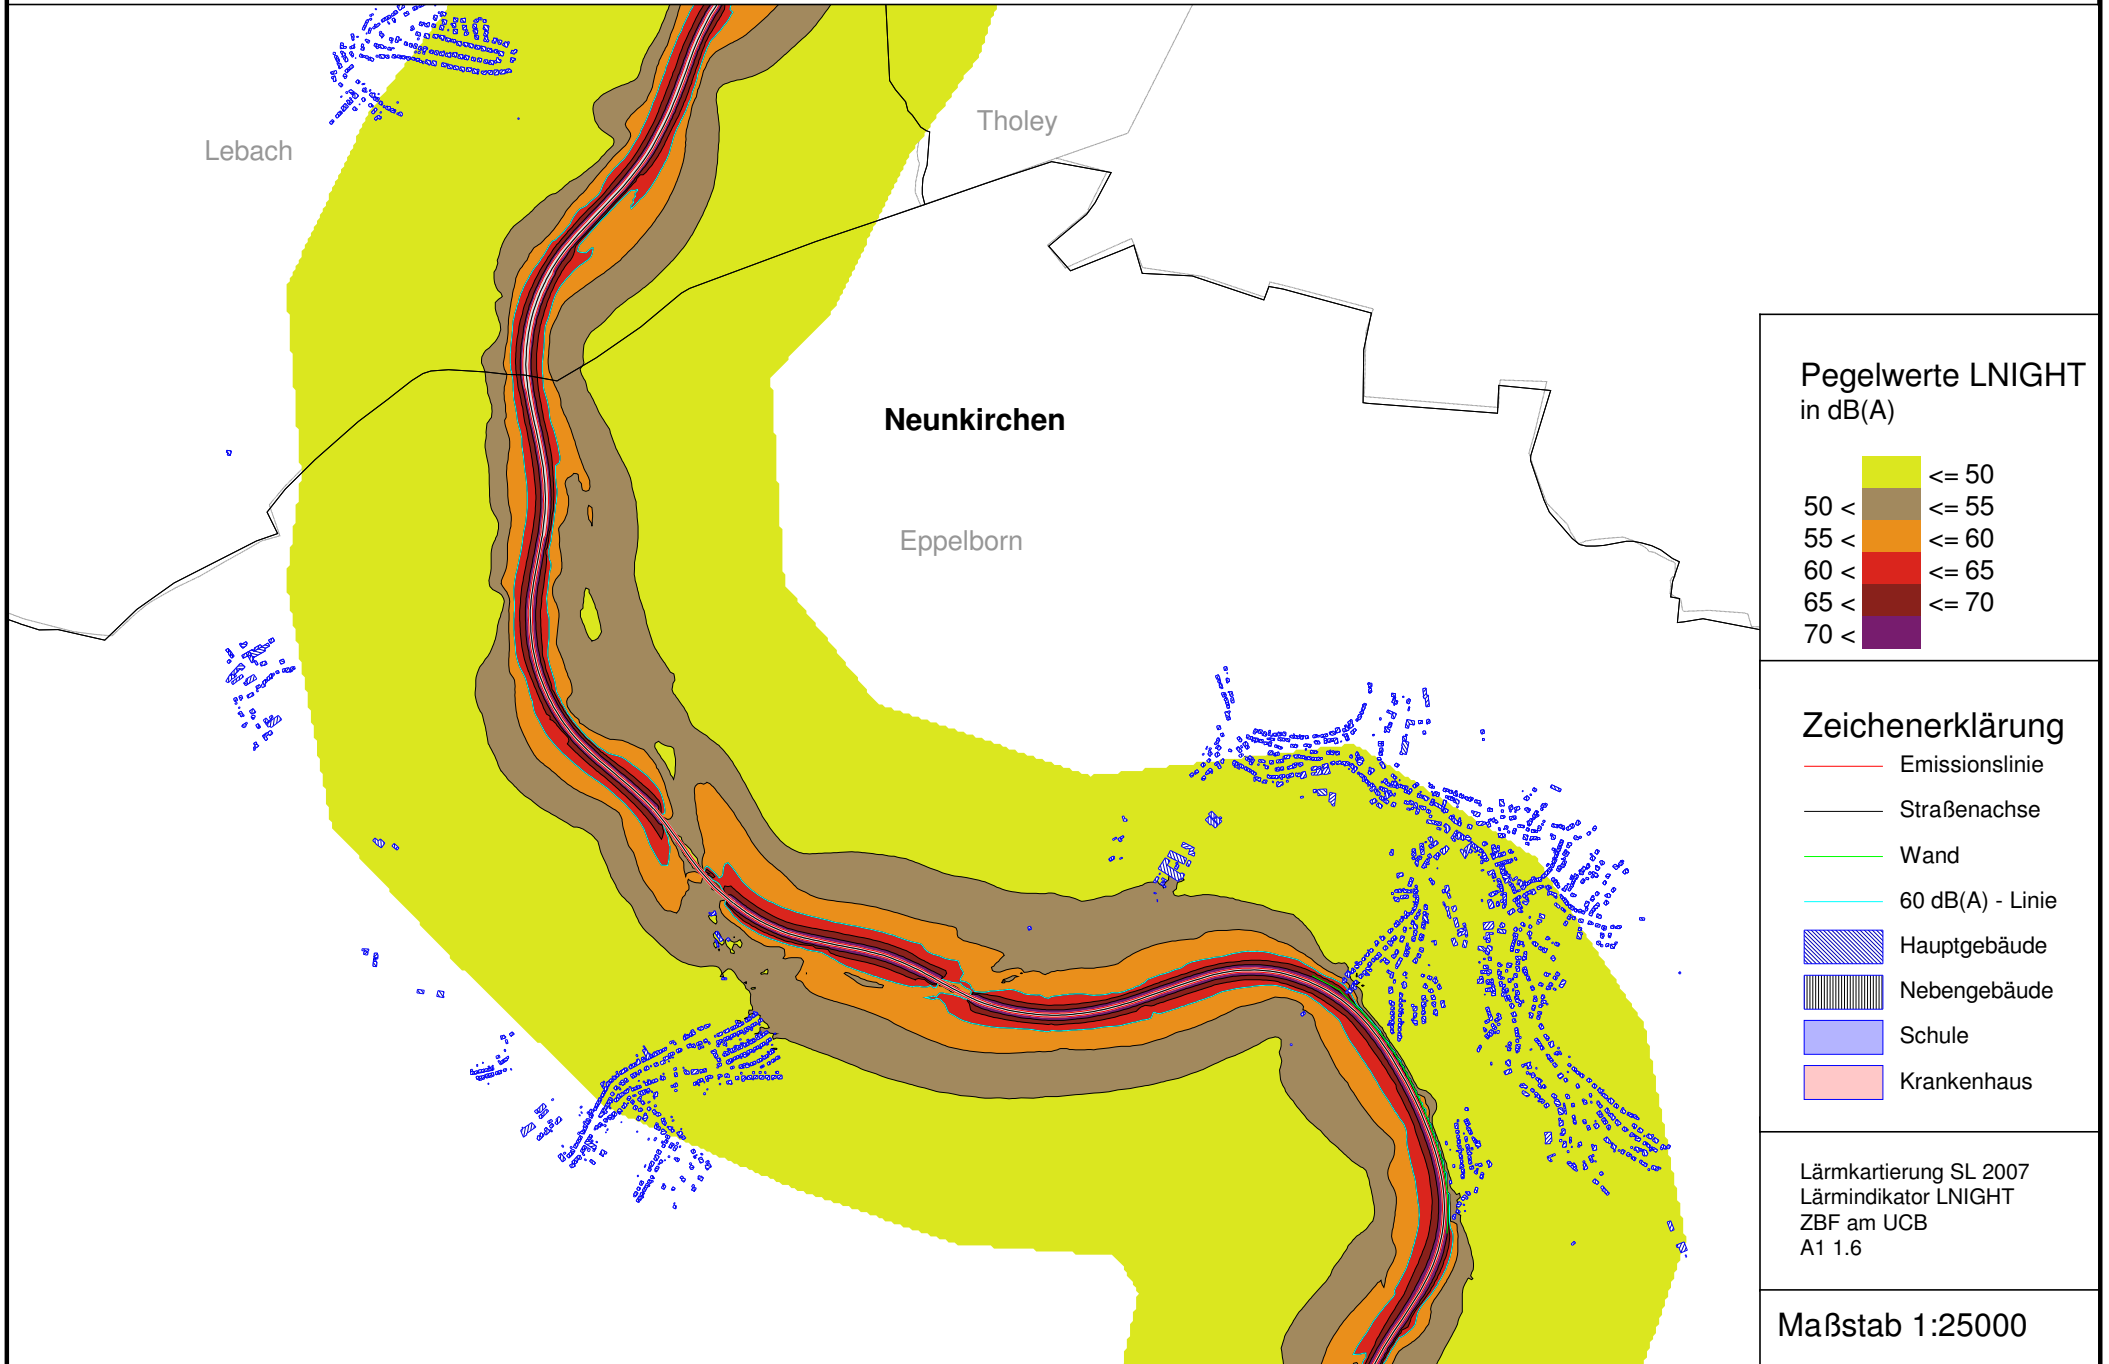 Lebach
Tholey
Neunkirchen
Eppelborn
Pegelwerte LNIGHT
in dB(A)
<= 50
50 < <= 55
55 < <= 60
60 < <= 65
65 < <= 70
70 <
Zeichenerklärung
Emissionslinie
Straßenachse
Wand
60 dB(A) - Linie
Hauptgebäude
Nebengebäude
Schule
Krankenhaus
Lärmkartierung SL 2007
Lärmindikator LNIGHT
ZBF am UCB
A1 1.6
Maßstab 1:25000